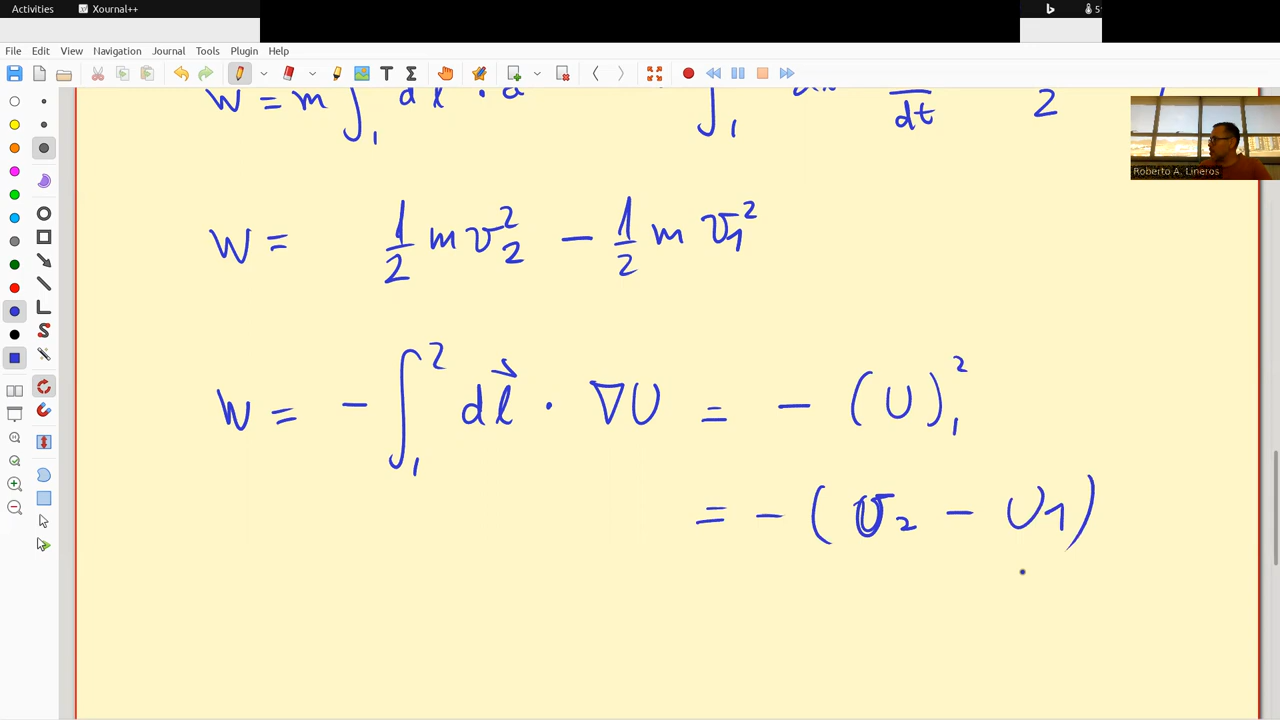 Activities Xournal++
File Edit View Navigation Journal Tools Plugin Help
W = m ∫₁ dl · a ∫₁ dt 2
Roberto A. Lineros
W = 1/2 m v₂² − 1/2 m v₁²
W = − ∫₁² dl⃗ · ∇U = − (U)₁²
= − (U₂ − U₁)